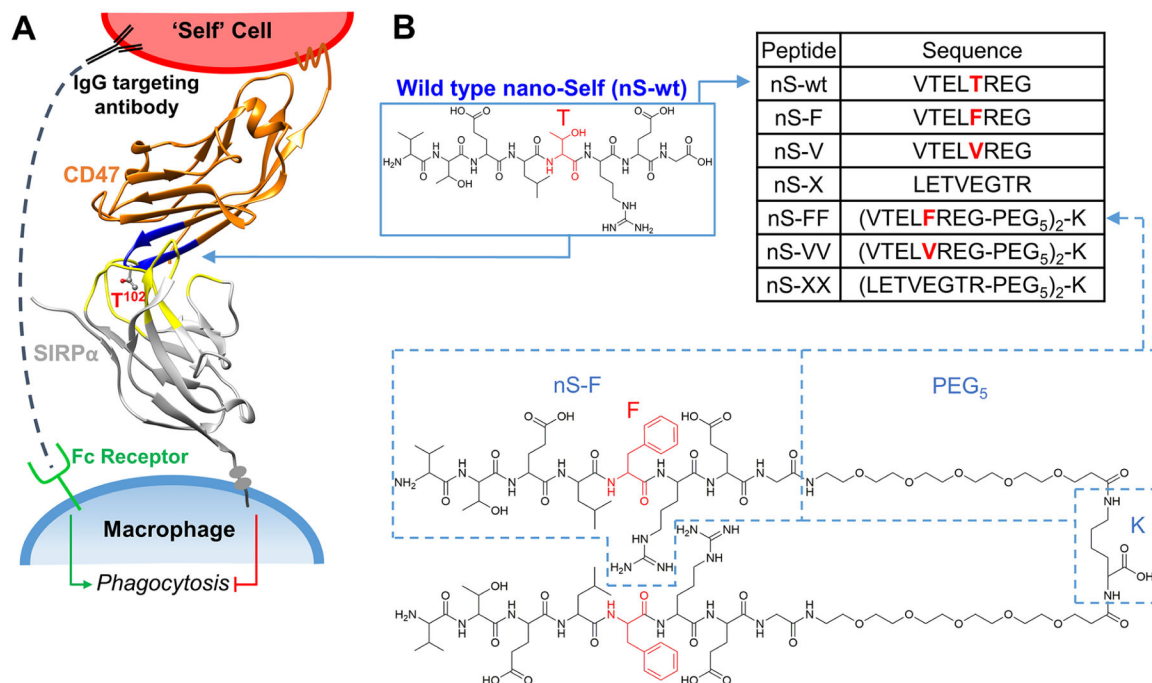 A
'Self' Cell
IgG targeting
antibody
CD47
T102
SIRPα
Fc Receptor
Macrophage
Phagocytosis
B
Wild type nano-Self (nS-wt)
T
Peptide Sequence
nS-wt VTELTREG
nS-F VTELFREG
nS-V VTELVREG
nS-X LETVEGTR
nS-FF (VTELFREG-PEG5)2-K
nS-VV (VTELVREG-PEG5)2-K
nS-XX (LETVEGTR-PEG5)2-K
nS-F
PEG5
F
K